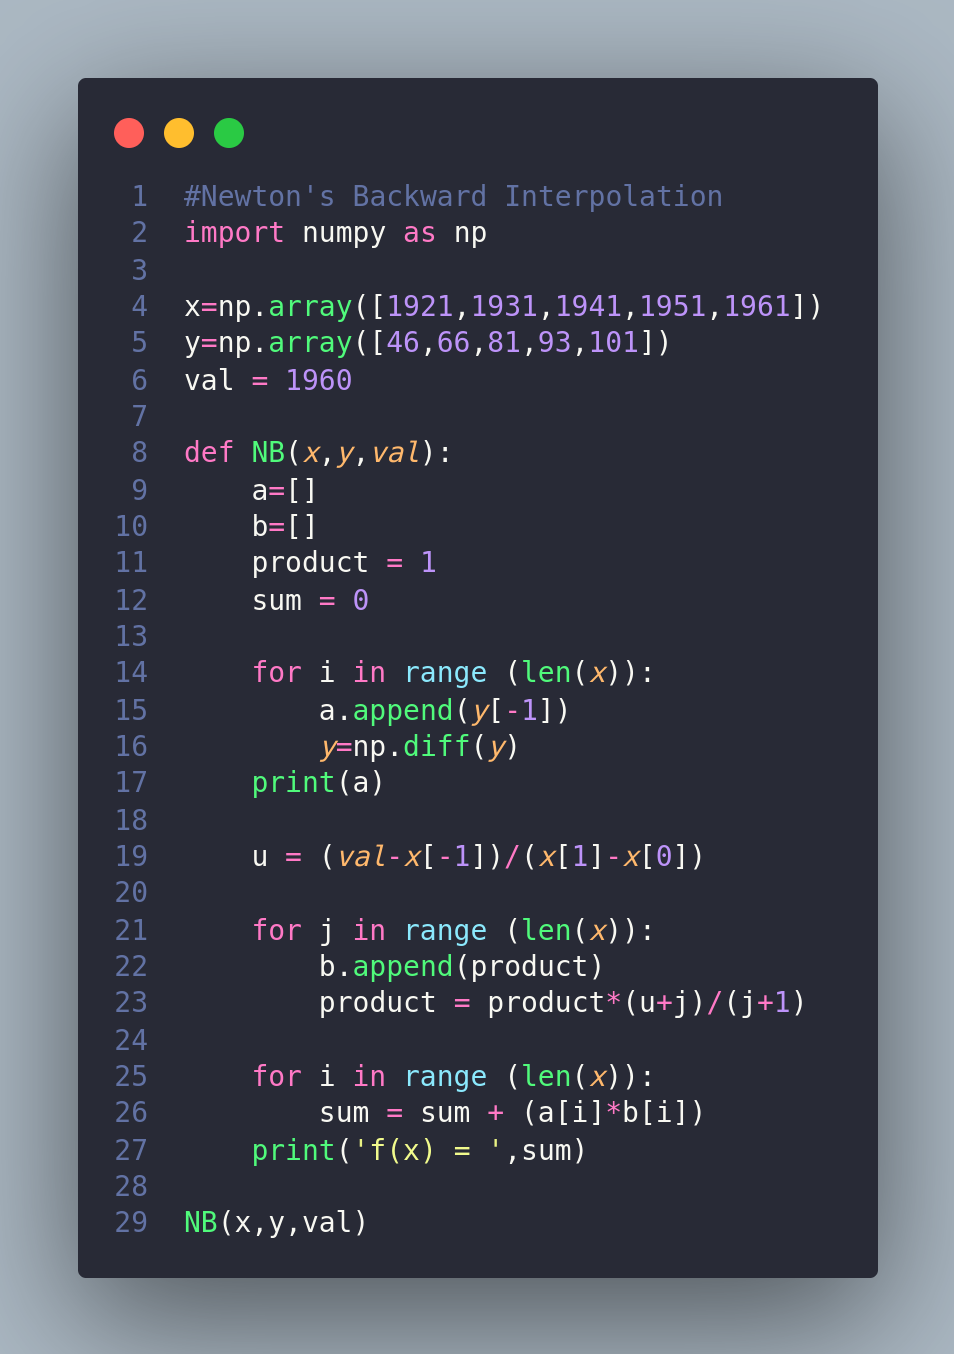 1 #Newton's Backward Interpolation
2 import numpy as np
3
4 x=np.array([1921,1931,1941,1951,1961])
5 y=np.array([46,66,81,93,101])
6 val = 1960
7
8 def NB(x,y,val):
9     a=[]
10     b=[]
11     product = 1
12     sum = 0
13
14     for i in range (len(x)):
15         a.append(y[-1])
16         y=np.diff(y)
17     print(a)
18
19     u = (val-x[-1])/(x[1]-x[0])
20
21     for j in range (len(x)):
22         b.append(product)
23         product = product*(u+j)/(j+1)
24
25     for i in range (len(x)):
26         sum = sum + (a[i]*b[i])
27     print('f(x) = ',sum)
28
29 NB(x,y,val)